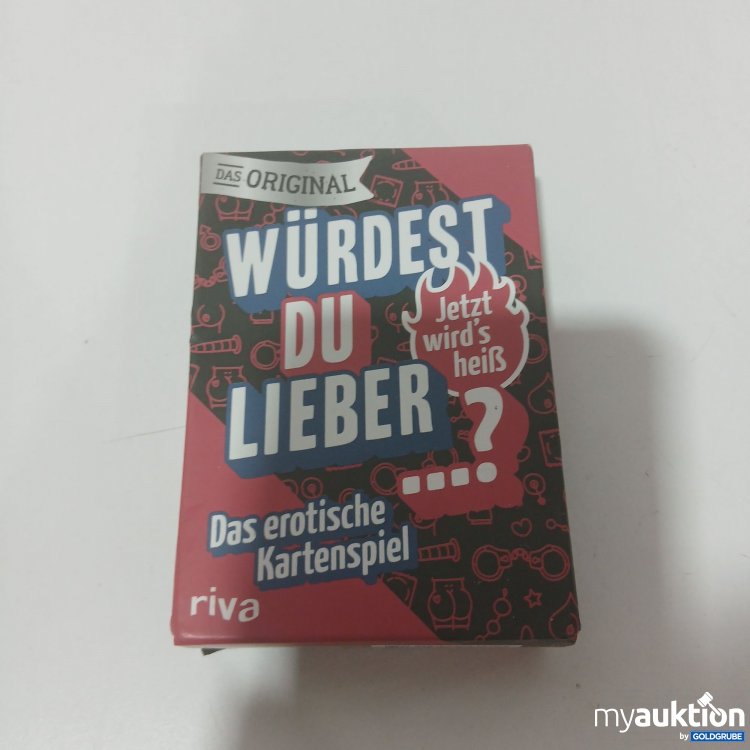 DAS ORIGINAL
WÜRDEST
DU
LIEBER
....?
Jetzt
wird's
heiß
Das erotische
Kartenspiel
riva
myauktion
by GOLDGRUBE